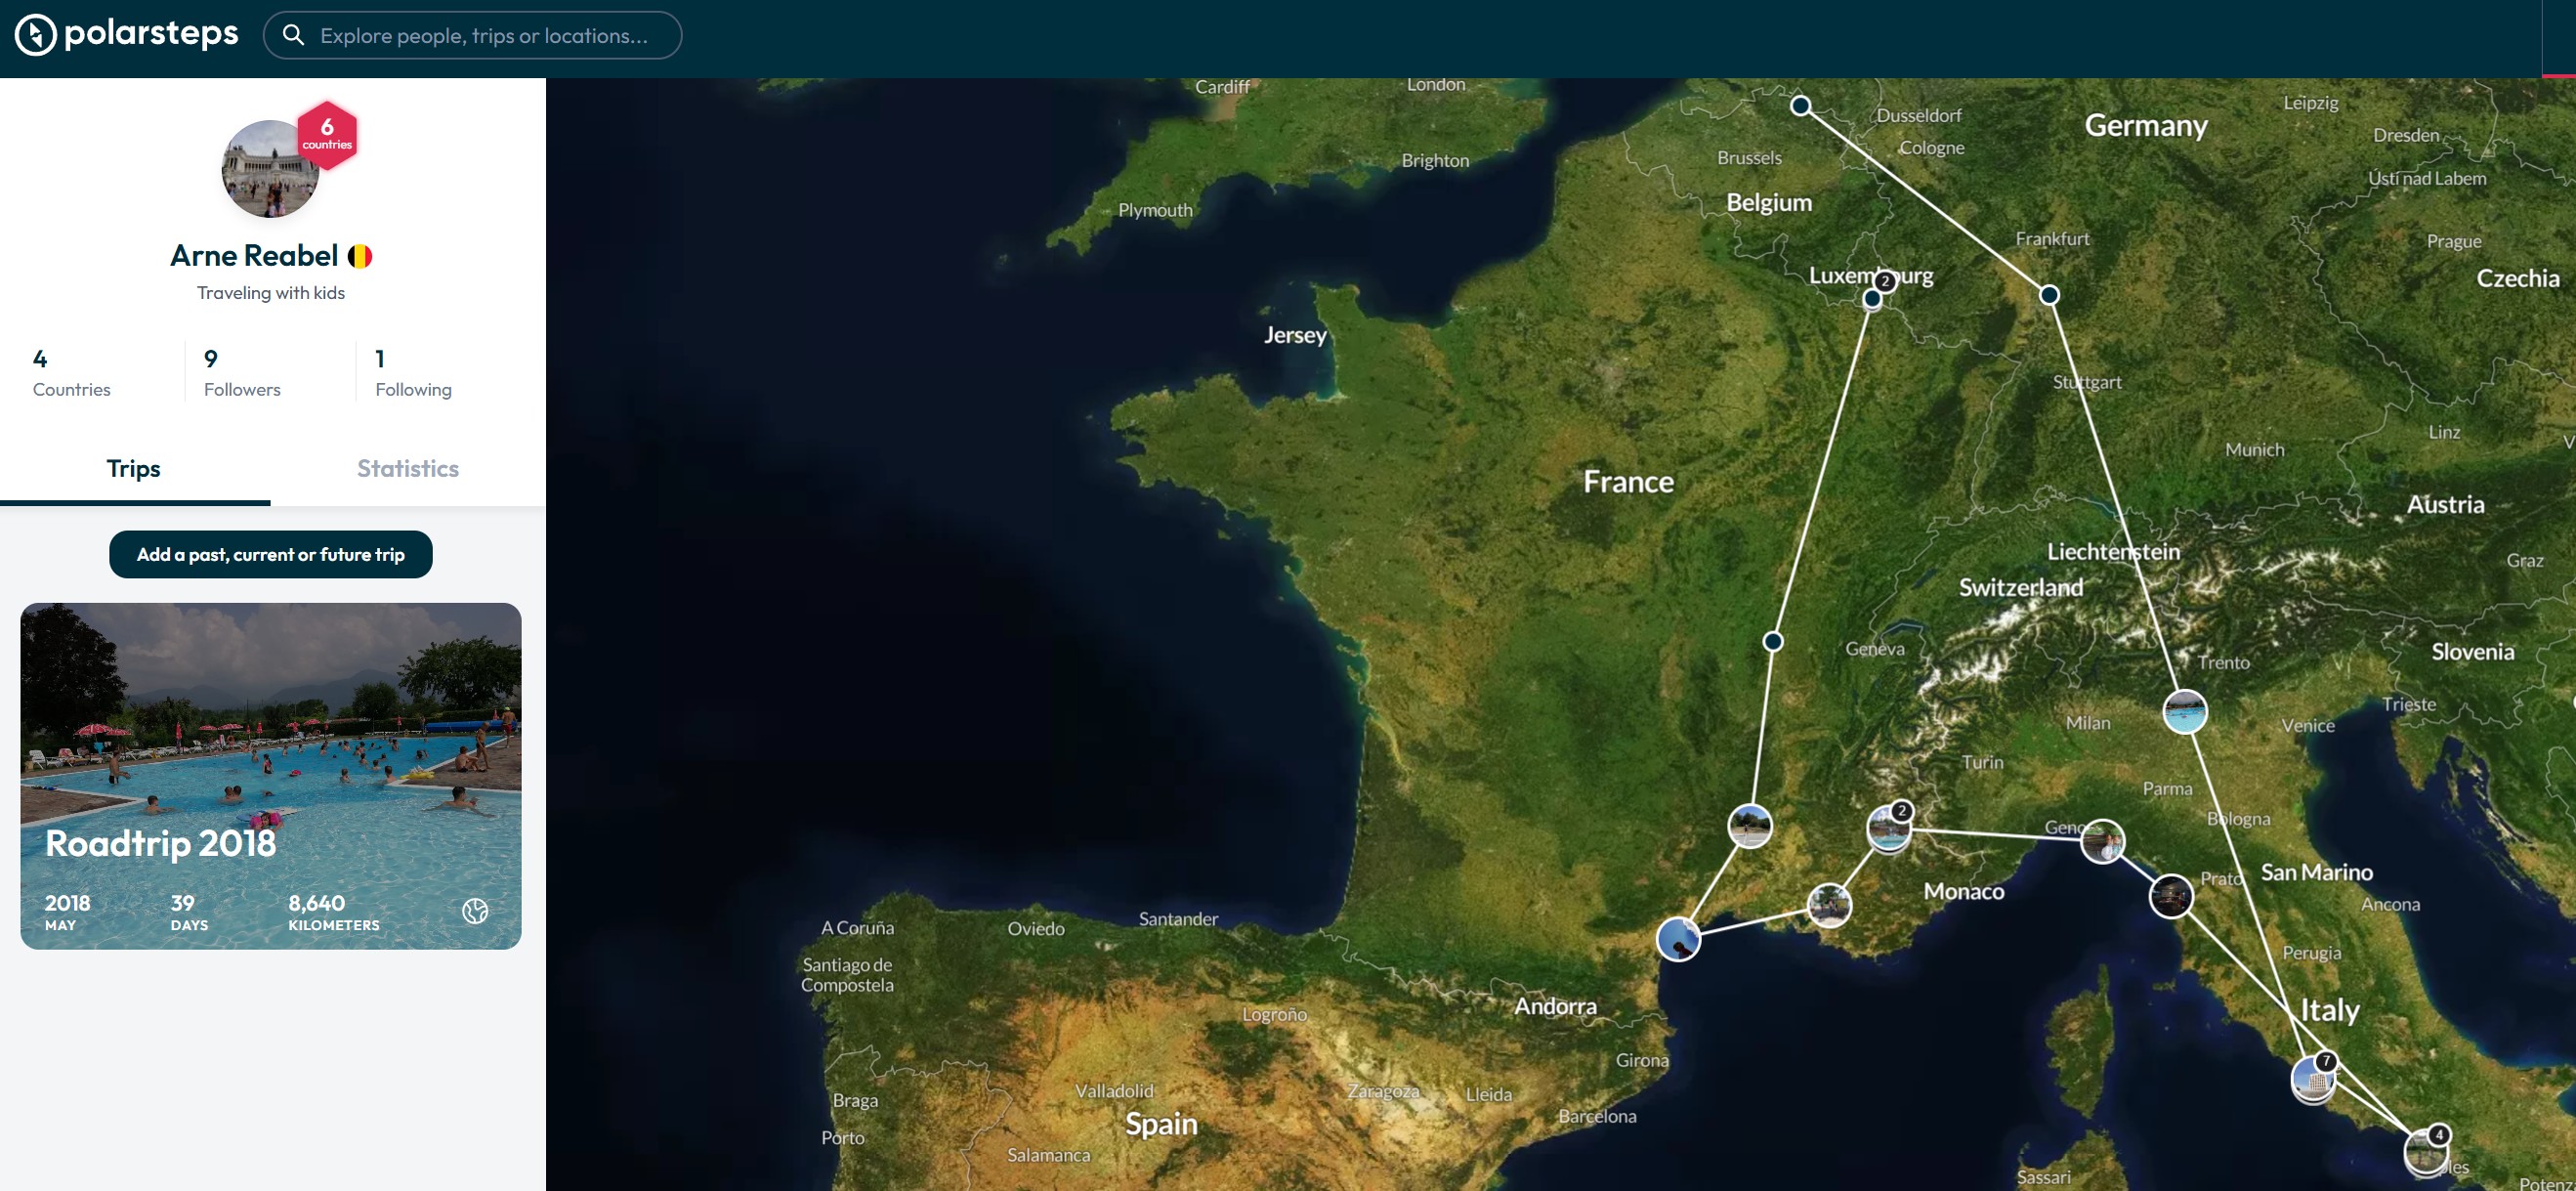 polarsteps
Explore people, trips or locations...
6
countries
Arne Reabel
Traveling with kids
4
Countries
9
Followers
1
Following
Trips
Statistics
Add a past, current or future trip
Roadtrip 2018
2018
MAY
39
DAYS
8,640
KILOMETERS
Cardiff
London
Leipzig
Dusseldorf
Germany
Dresden
Cologne
Brussels
Brighton
Ústí nad Labem
Belgium
Plymouth
Frankfurt
Prague
Luxembourg
2
Czechia
Jersey
Stuttgart
Linz
Munich
France
Austria
Liechtenstein
Graz
Switzerland
Geneva
Slovenia
Trento
Trieste
Milan
Venice
Turin
Parma
2
Bologna
Geno
San Marino
Prato
Monaco
Ancona
Santander
A Coruña
Oviedo
Perugia
Santiago de
Compostela
Andorra
Italy
Logroño
Girona
7
Valladolid
Zaragoza
Lleida
Braga
Barcelona
Spain
Porto
4
Salamanca
les
Sassari
Potenz